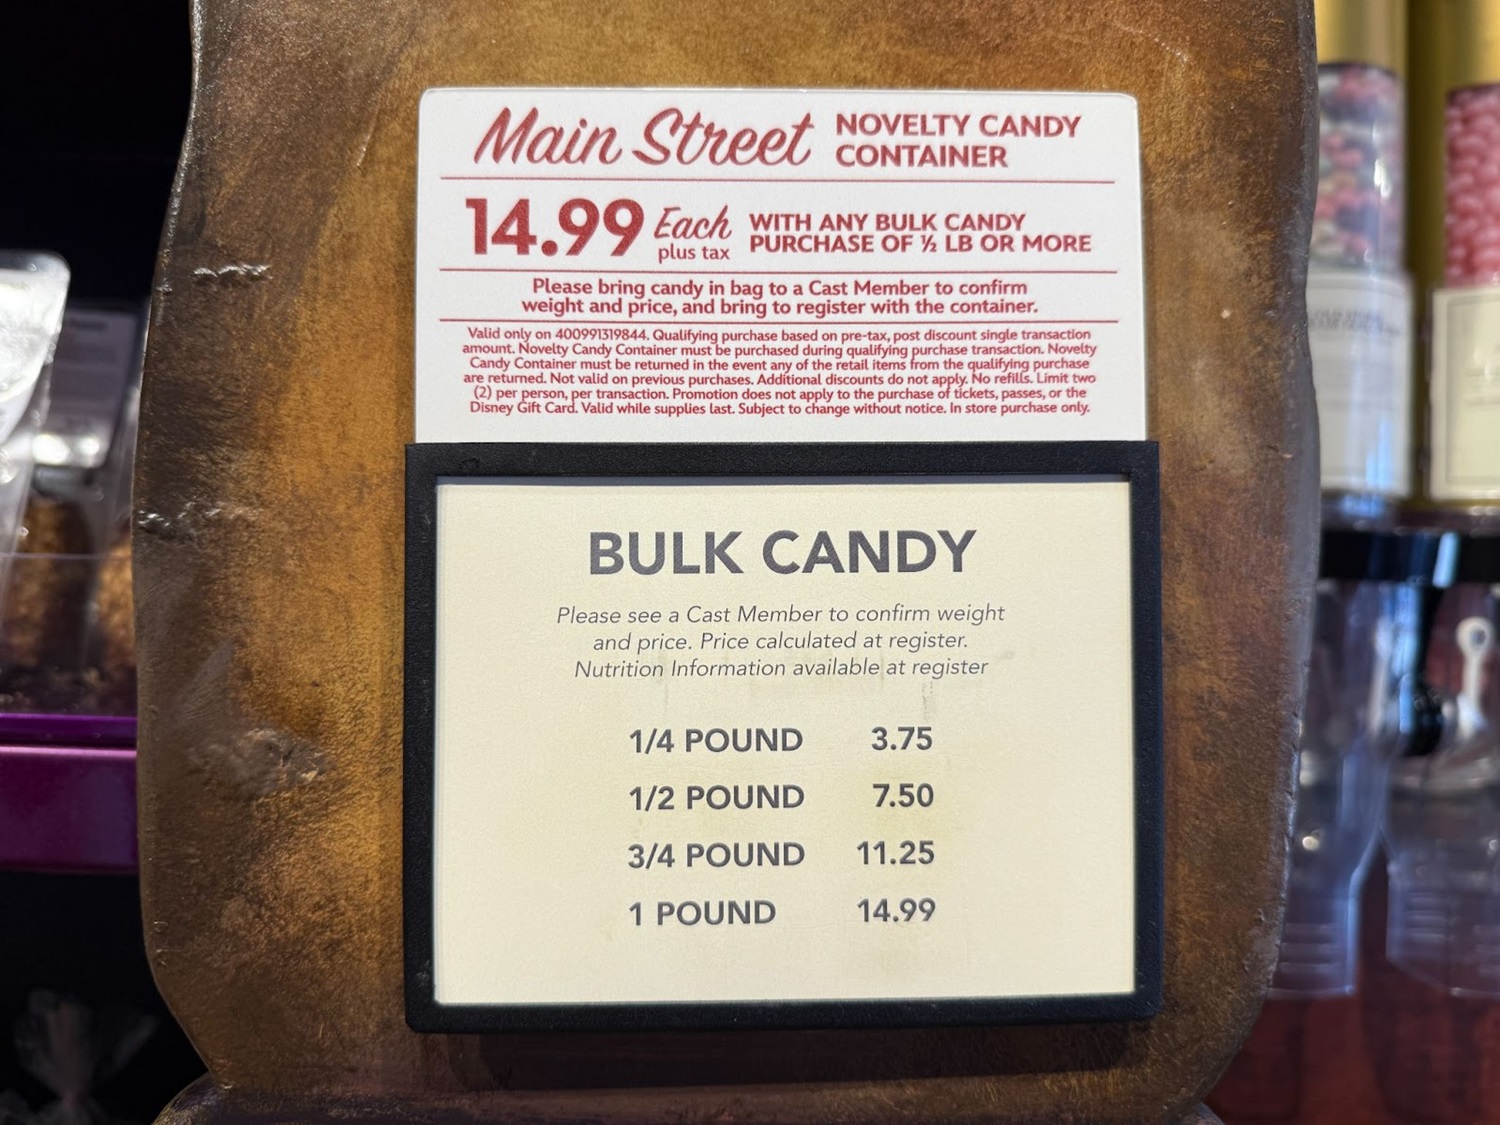 Main Street NOVELTY CANDY
CONTAINER
14.99 Each plus tax WITH ANY BULK CANDY
PURCHASE OF ½ LB OR MORE
Please bring candy in bag to a Cast Member to confirm
weight and price, and bring to register with the container.
Valid only on 400991319844. Qualifying purchase based on pre-tax, post discount single transaction
amount. Novelty Candy Container must be purchased during qualifying purchase transaction. Novelty
Candy Container must be returned in the event any of the retail items from the qualifying purchase
are returned. Not valid on previous purchases. Additional discounts do not apply. No refills. Limit two
(2) per person, per transaction. Promotion does not apply to the purchase of tickets, passes, or the
Disney Gift Card. Valid while supplies last. Subject to change without notice. In store purchase only.
BULK CANDY
Please see a Cast Member to confirm weight
and price. Price calculated at register.
Nutrition Information available at register
1/4 POUND 3.75
1/2 POUND 7.50
3/4 POUND 11.25
1 POUND 14.99